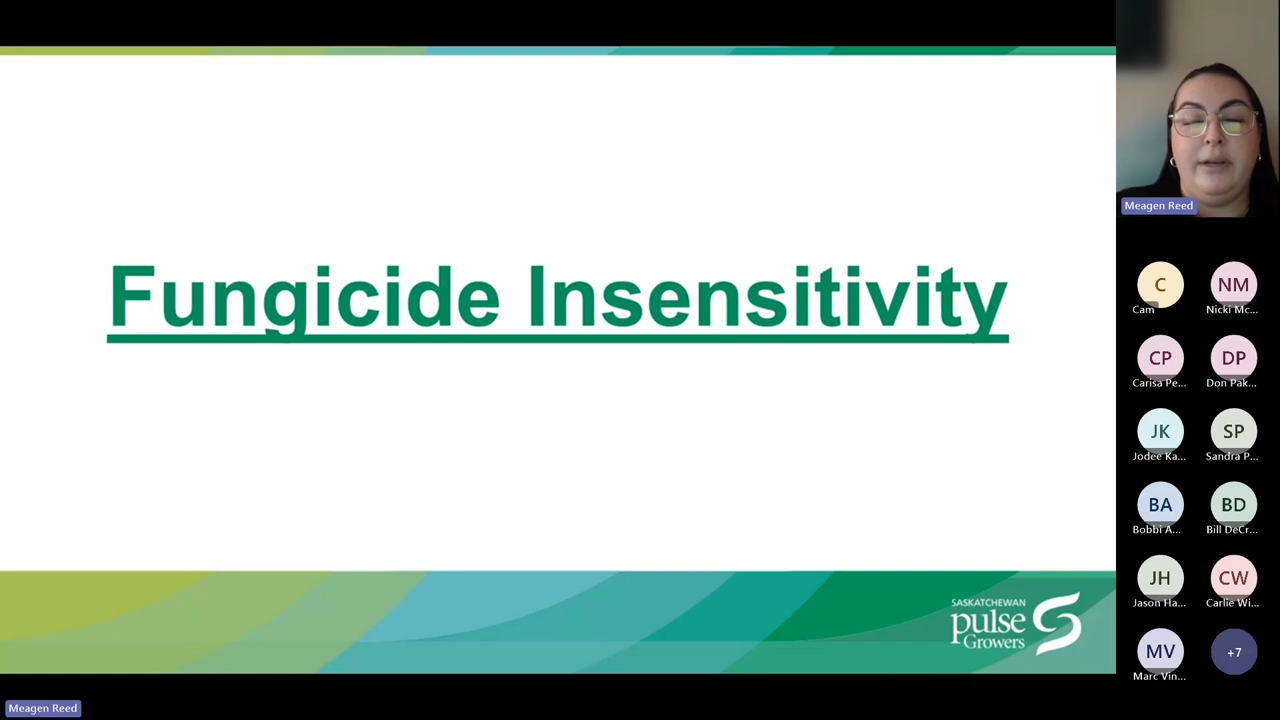 Fungicide Insensitivity
SASKATCHEWAN
pulse
Growers
Meagen Reed
C
Cam
NM
Nicki Mc...
CP
Carisa Pe...
DP
Don Pak...
JK
Jodee Ka...
SP
Sandra P...
BA
Bobbi A...
BD
Bill DeCr...
JH
Jason Ha...
CW
Carlie Wi...
MV
Marc Vin...
+7
Meagen Reed